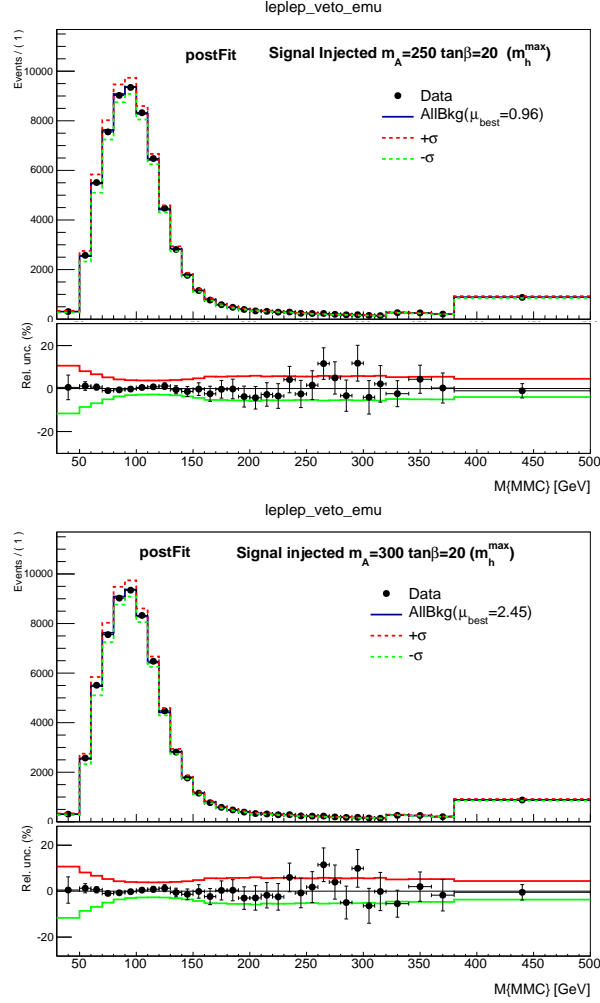 leplep_veto_emu
postFit Signal Injected m_A=250 tanβ=20 (m_h^max)
Events / ( 1 )
Data
AllBkg(μ_best=0.96)
+σ
-σ
10000
8000
6000
4000
2000
0
Rel. unc. (%)
20
0
-20
50 100 150 200 250 300 350 400 450 500
M{MMC} [GeV]
leplep_veto_emu
postFit Signal injected m_A=300 tanβ=20 (m_h^max)
Events / ( 1 )
Data
AllBkg(μ_best=2.45)
+σ
-σ
10000
8000
6000
4000
2000
0
Rel. unc. (%)
20
0
-20
50 100 150 200 250 300 350 400 450 500
M{MMC} [GeV]